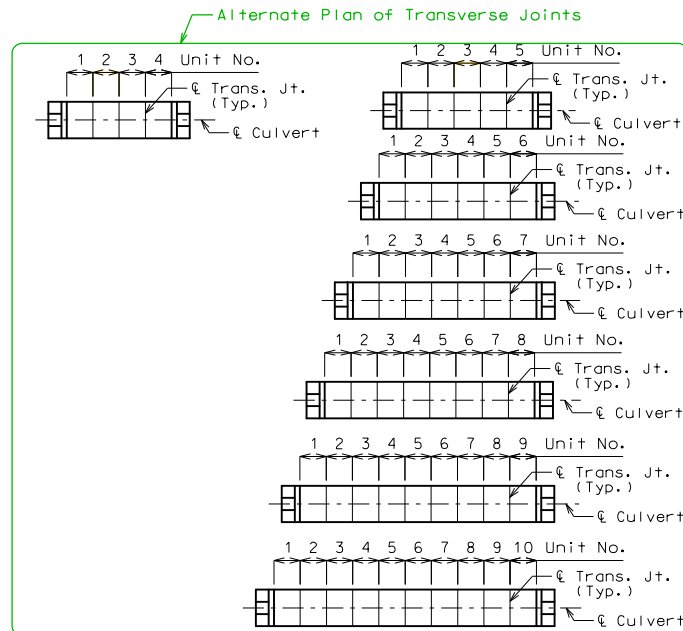 Alternate Plan of Transverse Joints
1 2 3 4 Unit No.
℄ Trans. Jt.
(Typ.)
℄ Culvert
1 2 3 4 5 Unit No.
℄ Trans. Jt.
(Typ.)
℄ Culvert
1 2 3 4 5 6 Unit No.
℄ Trans. Jt.
(Typ.)
℄ Culvert
1 2 3 4 5 6 7 Unit No.
℄ Trans. Jt.
(Typ.)
℄ Culvert
1 2 3 4 5 6 7 8 Unit No.
℄ Trans. Jt.
(Typ.)
℄ Culvert
1 2 3 4 5 6 7 8 9 Unit No.
℄ Trans. Jt.
(Typ.)
℄ Culvert
1 2 3 4 5 6 7 8 9 10 Unit No.
℄ Trans. Jt.
(Typ.)
℄ Culvert